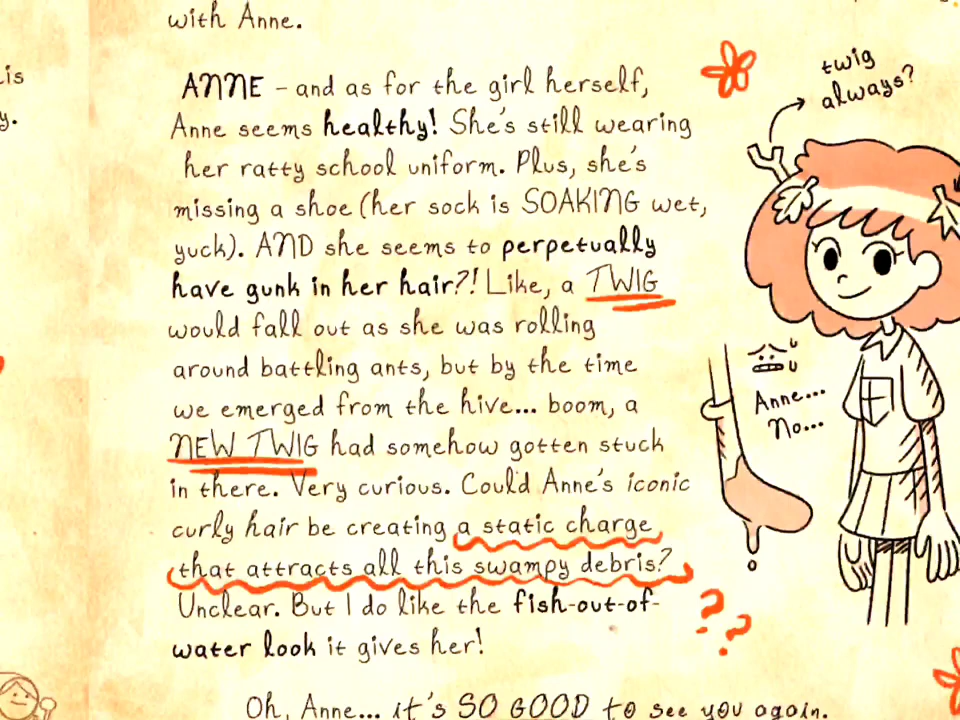 with Anne.
is
y.
ANNE – and as for the girl herself,
Anne seems healthy! She's still wearing
her ratty school uniform. Plus, she's
missing a shoe (her sock is SOAKING wet,
yuck). AND she seems to perpetually
have gunk in her hair?! Like, a TWIG
would fall out as she was rolling
around battling ants, but by the time
we emerged from the hive... boom, a
NEW TWIG had somehow gotten stuck
in there. Very curious. Could Anne's iconic
curly hair be creating a static charge
that attracts all this swampy debris?
Unclear. But I do like the fish-out-of-
water look it gives her!
Oh, Anne... it's SO GOOD to see you again.
twig
always?
Anne...
No...
??